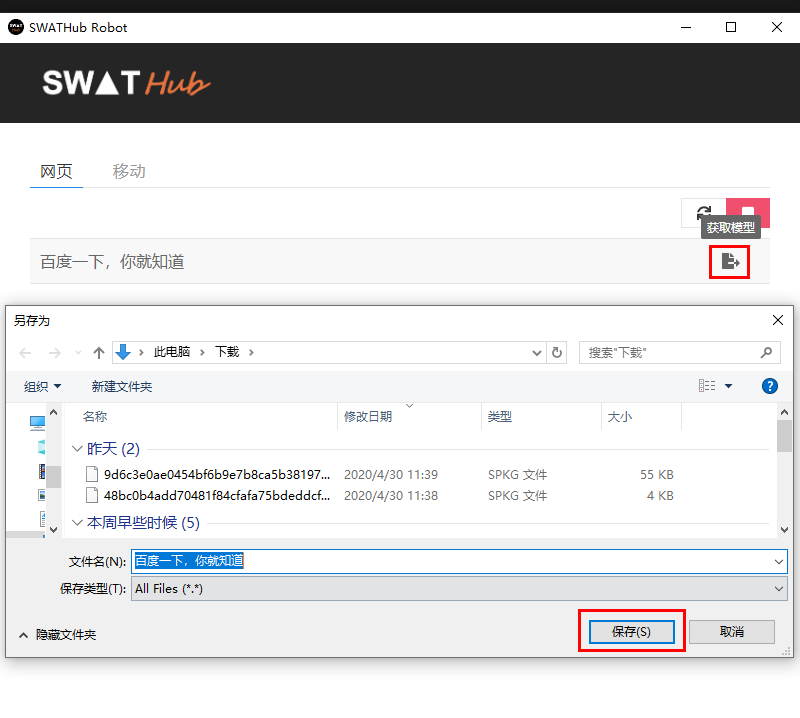 SWATHub Robot
SWAT Hub
网页 移动
获取模型
百度一下，你就知道
另存为
此电脑 › 下载 ›
搜索"下载"
组织 新建文件夹
名称 修改日期 类型 大小
昨天 (2)
9d6c3e0ae0454bf6b9e7b8ca5b38197... 2020/4/30 11:39 SPKG 文件 55 KB
48bc0b4add70481f84cfafa75bdeddcf... 2020/4/30 11:38 SPKG 文件 4 KB
本周早些时候 (5)
文件名(N): 百度一下，你就知道
保存类型(T): All Files (*.*)
隐藏文件夹 保存(S) 取消